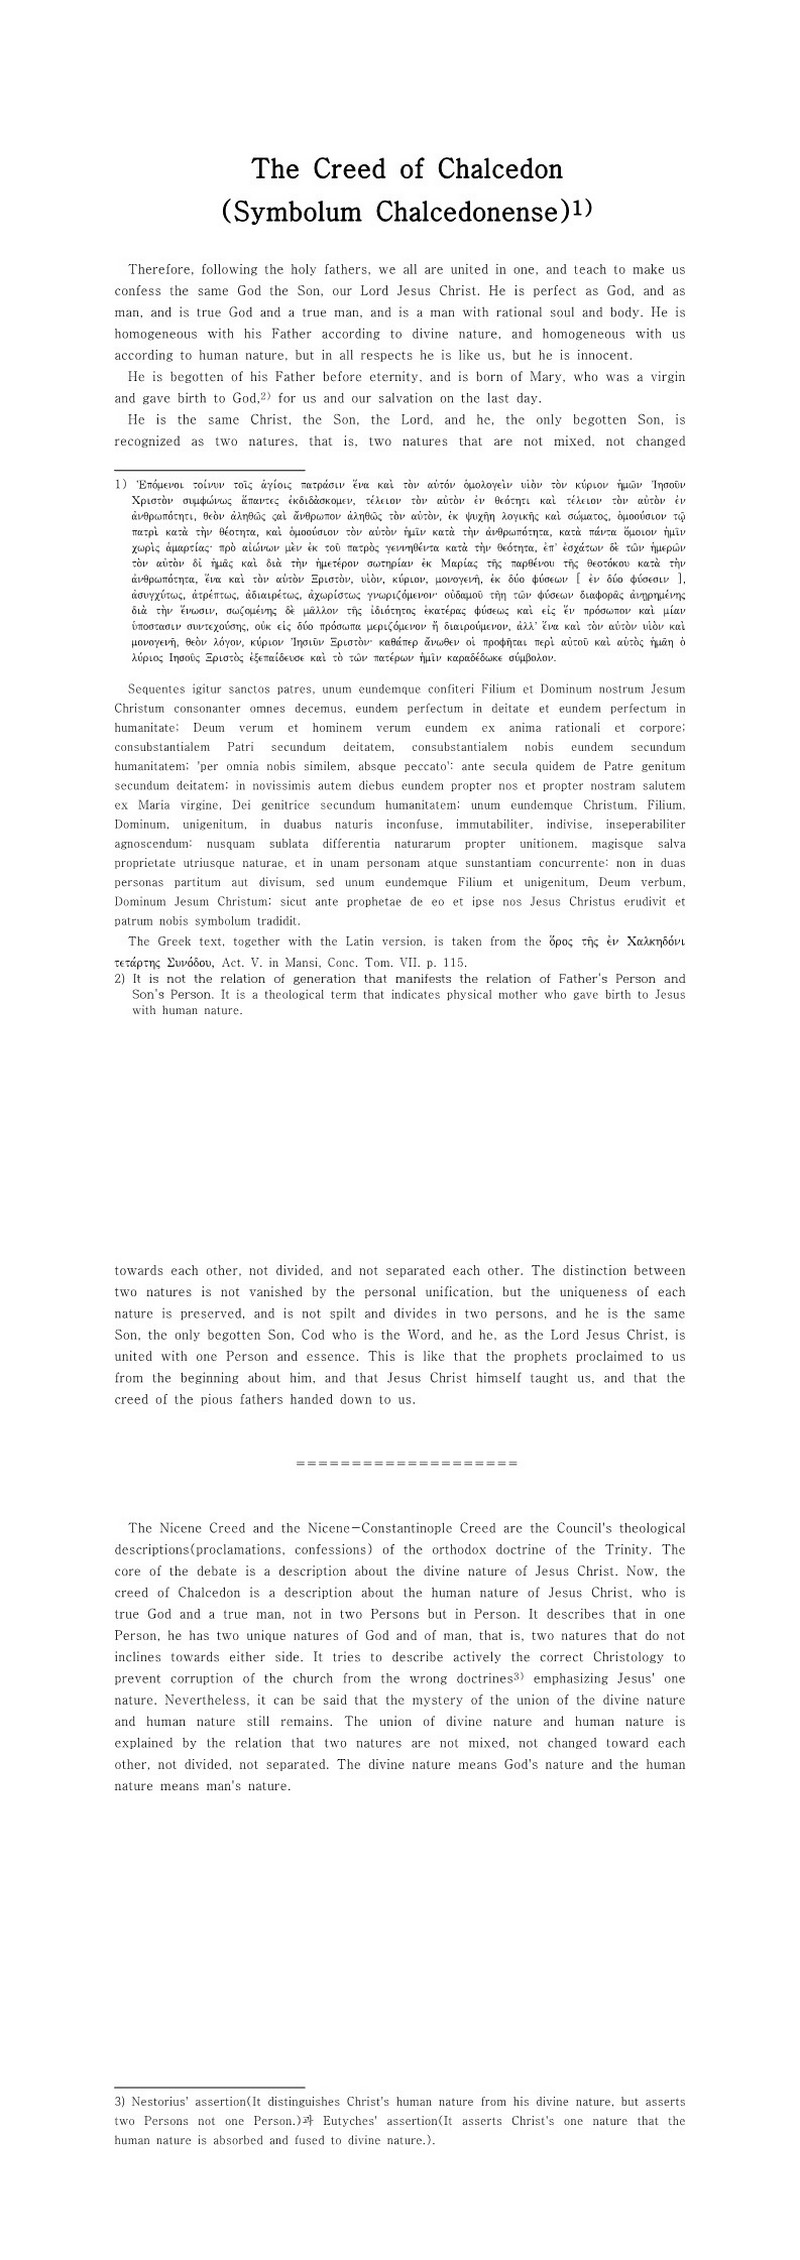 The Creed of Chalcedon
(Symbolum Chalcedonense)1)
Therefore, following the holy fathers, we all are united in one, and teach to make us
confess the same God the Son, our Lord Jesus Christ. He is perfect as God, and as
man, and is true God and a true man, and is a man with rational soul and body. He is
homogeneous with his Father according to divine nature, and homogeneous with us
according to human nature, but in all respects he is like us, but he is innocent.
He is begotten of his Father before eternity, and is born of Mary, who was a virgin
and gave birth to God,2) for us and our salvation on the last day.
He is the same Christ, the Son, the Lord, and he, the only begotten Son, is
recognized as two natures, that is, two natures that are not mixed, not changed
1) Ἑπόμενοι τοίνυν τοῖς ἁγίοις πατράσιν ἕνα καὶ τὸν αὐτόν ὁμολογεὶν υἱὸν τὸν κύριον ἡμῶν Ἰησοῦν
Χριστὸν συμφώνως ἅπαντες ἐκδιδάσκομεν, τέλειον τὸν αὐτὸν ἐν θεότητι καὶ τέλειον τὸν αὐτὸν ἐν
ἀνθρωπότητι, θεὸν ἀληθῶς ςαὶ ἄνθρωπον ἀληθῶς τὸν αὐτὸν, ἐκ ψυχῆη λογικῆς καὶ σώματος, ὁμοούσιον τῷ
πατρὶ κατὰ τὴν θέοτητα, καὶ ὁμοούσιον τὸν αὐτὸν ἡμῖν κατὰ τὴν ἀνθρωπότητα, κατὰ πάντα ὅμοιον ἡμῖν
χωρὶς ἁμαρτίας· πρὸ αἰώνων μὲν ἐκ τοῦ πατρὸς γεννηθέντα κατὰ τὴν θεότητα, ἐπ' ἐσχάτων δὲ τῶν ἡμερῶν
τὸν αὐτὸν δἰ ἡμᾶς καὶ διὰ τὴν ἡμετέρον σωτηρίαν ἐκ Μαρίας τῆς παρθένου τῆς θεοτόκου κατὰ τὴν
ἀνθρωπότητα, ἕνα καὶ τὸν αὐτὸν Ξριστὸν, υἱὸν, κύριον, μονογενῆ, ἐκ δύο φύσεων [ ἐν δύο φύσεσιν ],
ἀσυγχύτως, ἀτρέπτως, ἀδιαιρέτως, ἀχωρίστως γνωριζόμενον· οὐδαμοῦ τῆη τῶν φύσεων διαφορᾶς ἀνῃρημένης
διὰ τὴν ἕνωσιν, σωζομένης δὲ μᾶλλον τῆς ἰδιότητος ἑκατέρας φύσεως καὶ εἰς ἓν πρόσωπον καὶ μίαν
ὑποστασιν συντεχούσης, οὐκ εἰς δύο πρόσωπα μεριζόμενον ἢ διαιρούμενον, ἀλλ' ἕνα καὶ τὸν αὐτὸν υἱὸν καὶ
μονογενῆ, θεὸν λόγον, κύριον Ἰησιῦν Ξριστὸν· καθάπερ ἄνωθεν οἱ προφῆται περὶ αὐτοῦ καὶ αὐτὸς ἡμᾶη ὁ
λύριος Ιησοῦς Ξριστὸς ἐξεπαίδευσε καὶ τὸ τῶν πατέρων ἡμῖν καραδέδωκε σύμβολον.
Sequentes igitur sanctos patres, unum eundemque confiteri Filium et Dominum nostrum Jesum
Christum consonanter omnes decemus, eundem perfectum in deitate et eundem perfectum in
humanitate; Deum verum et hominem verum eundem ex anima rationali et corpore;
consubstantialem Patri secundum deitatem, consubstantialem nobis eundem secundum
humanitatem; 'per omnia nobis similem, absque peccato': ante secula quidem de Patre genitum
secundum deitatem; in novissimis autem diebus eundem propter nos et propter nostram salutem
ex Maria virgine, Dei genitrice secundum humanitatem; unum eundemque Christum, Filium,
Dominum, unigenitum, in duabus naturis inconfuse, immutabiliter, indivise, inseperabiliter
agnoscendum: nusquam sublata differentia naturarum propter unitionem, magisque salva
proprietate utriusque naturae, et in unam personam atque sunstantiam concurrente: non in duas
personas partitum aut divisum, sed unum eundemque Filium et unigenitum, Deum verbum,
Dominum Jesum Christum; sicut ante prophetae de eo et ipse nos Jesus Christus erudivit et
patrum nobis symbolum tradidit.
The Greek text, together with the Latin version, is taken from the ὅρος τῆς ἐν Χαλκηδόνι
τετάρτης Συνόδου, Act. V. in Mansi, Conc. Tom. VII. p. 115.
2) It is not the relation of generation that manifests the relation of Father's Person and
Son's Person. It is a theological term that indicates physical mother who gave birth to Jesus
with human nature.
towards each other, not divided, and not separated each other. The distinction between
two natures is not vanished by the personal unification, but the uniqueness of each
nature is preserved, and is not spilt and divides in two persons, and he is the same
Son, the only begotten Son, Cod who is the Word, and he, as the Lord Jesus Christ, is
united with one Person and essence. This is like that the prophets proclaimed to us
from the beginning about him, and that Jesus Christ himself taught us, and that the
creed of the pious fathers handed down to us.
====================
The Nicene Creed and the Nicene-Constantinople Creed are the Council's theological
descriptions(proclamations, confessions) of the orthodox doctrine of the Trinity. The
core of the debate is a description about the divine nature of Jesus Christ. Now, the
creed of Chalcedon is a description about the human nature of Jesus Christ, who is
true God and a true man, not in two Persons but in Person. It describes that in one
Person, he has two unique natures of God and of man, that is, two natures that do not
inclines towards either side. It tries to describe actively the correct Christology to
prevent corruption of the church from the wrong doctrines3) emphasizing Jesus' one
nature. Nevertheless, it can be said that the mystery of the union of the divine nature
and human nature still remains. The union of divine nature and human nature is
explained by the relation that two natures are not mixed, not changed toward each
other, not divided, not separated. The divine nature means God's nature and the human
nature means man's nature.
3) Nestorius' assertion(It distinguishes Christ's human nature from his divine nature, but asserts
two Persons not one Person.)과 Eutyches' assertion(It asserts Christ's one nature that the
human nature is absorbed and fused to divine nature.).